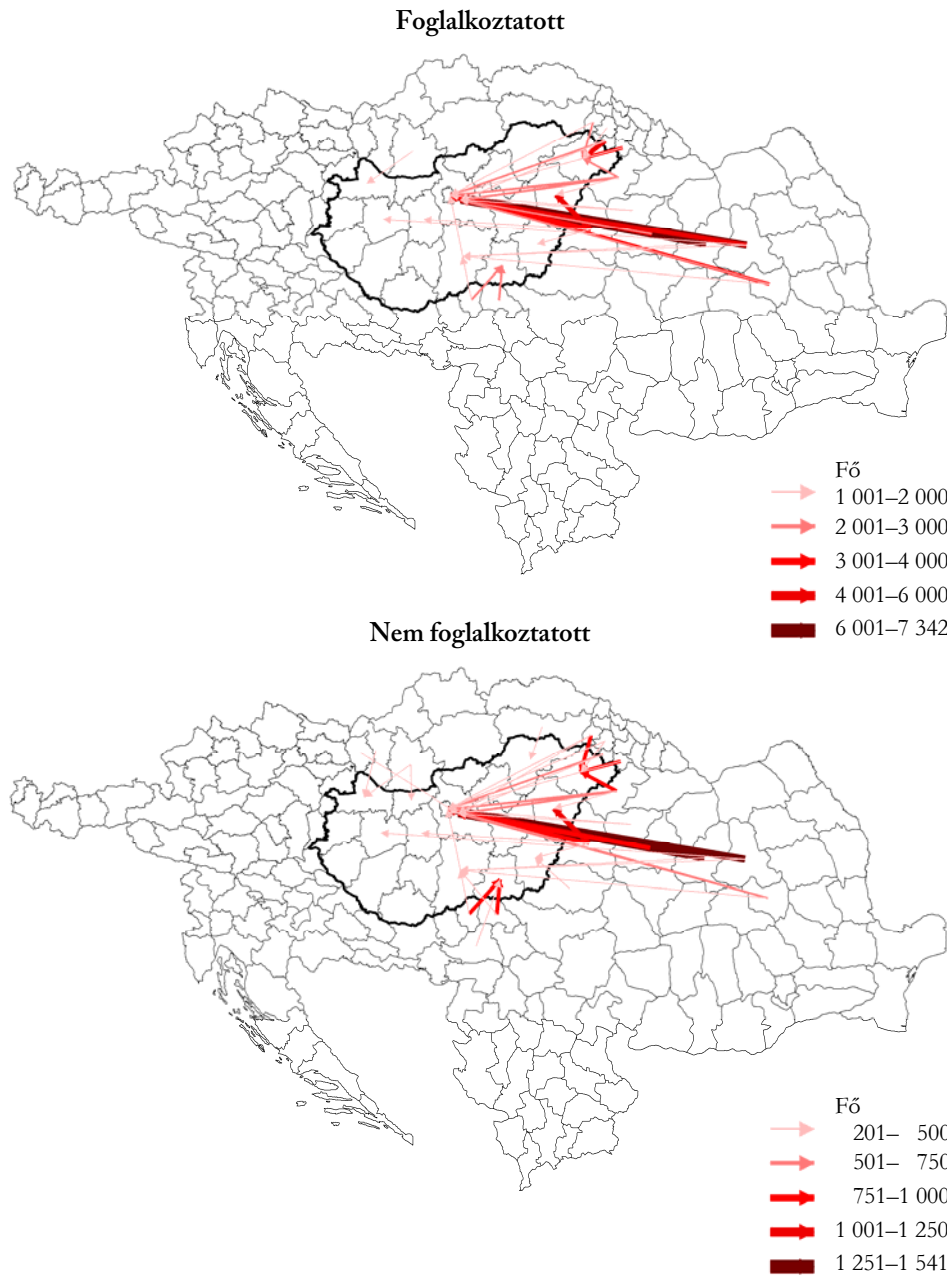 Foglalkoztatott
Fő
1 001–2 000
2 001–3 000
3 001–4 000
4 001–6 000
6 001–7 342
Nem foglalkoztatott
Fő
201– 500
501– 750
751–1 000
1 001–1 250
1 251–1 541